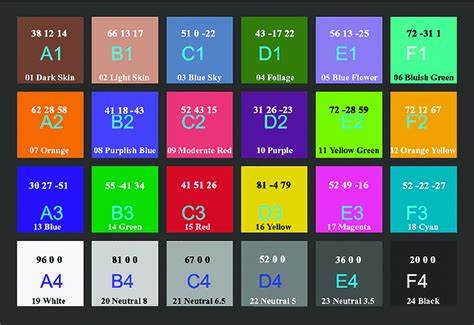 38 12 14
A1
01 Dark Skin
66 13 17
B1
02 Light Skin
51 0 -22
C1
03 Blue Sky
43 -17 22
D1
04 Foliage
56 9 -25
E1
05 Blue Flower
72 -31 1
F1
06 Bluish Green
62 28 58
A2
07 Orange
41 18 -43
B2
08 Purplish Blue
52 43 15
C2
09 Moderate Red
31 26 -23
D2
10 Purple
72 -28 59
E2
11 Yellow Green
72 12 67
F2
12 Orange Yellow
30 27 -51
A3
13 Blue
55 -41 34
B3
14 Green
41 51 26
C3
15 Red
81 -4 79
D3
16 Yellow
52 49 -16
E3
17 Magenta
52 -22 -27
F3
18 Cyan
96 0 0
A4
19 White
81 0 0
B4
20 Neutral 8
67 0 0
C4
21 Neutral 6.5
52 0 0
D4
22 Neutral 5
36 0 0
E4
23 Neutral 3.5
20 0 0
F4
24 Black